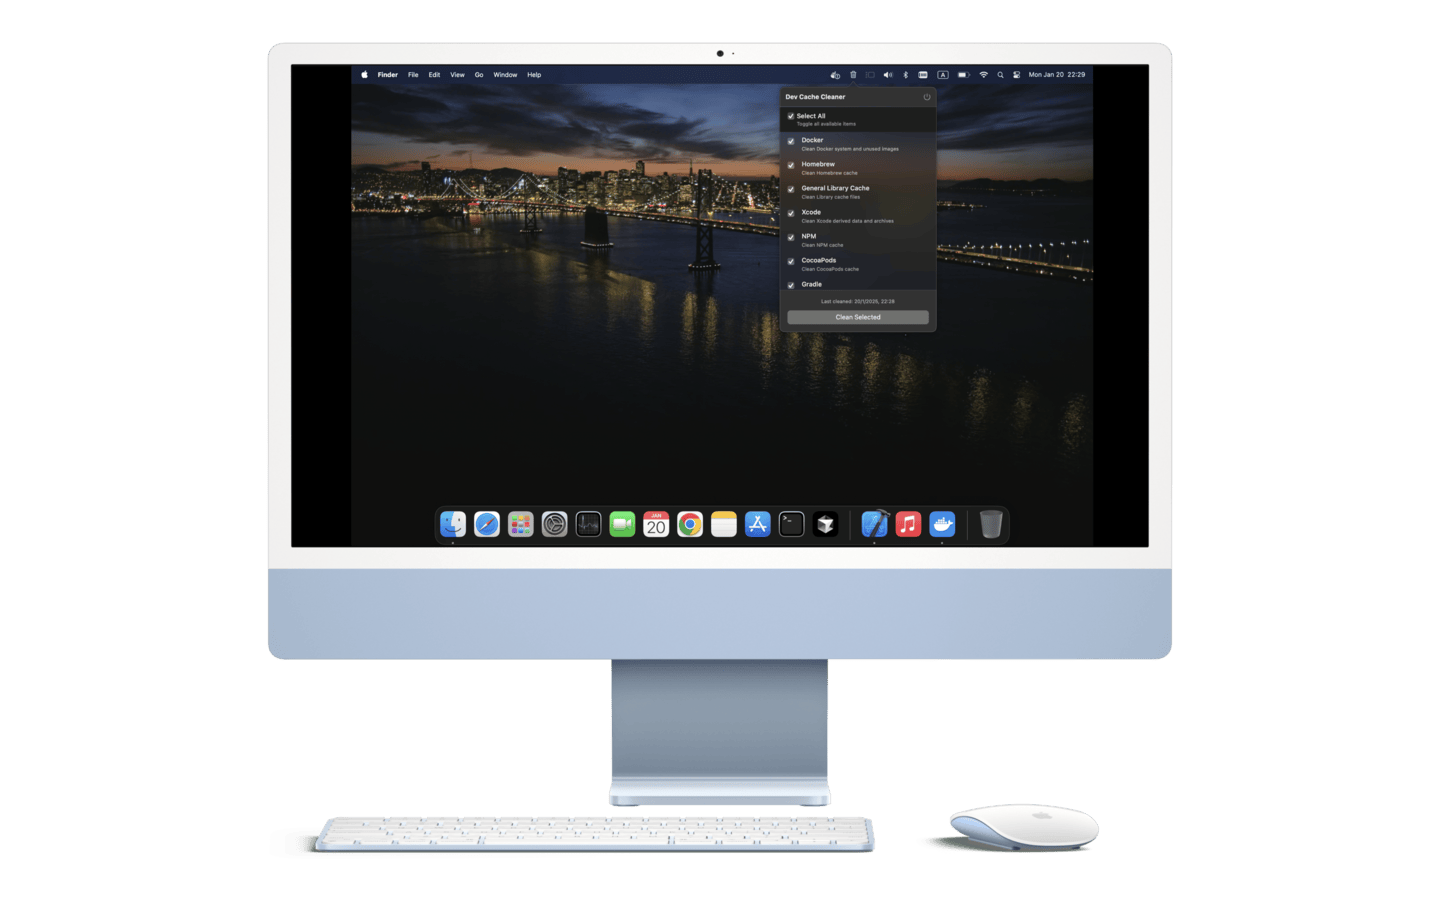 Finder File Edit View Go Window Help A Mon Jan 20 22:29
Dev Cache Cleaner
Select All
Toggle all available items
Docker
Clean Docker system and unused images
Homebrew
Clean Homebrew cache
General Library Cache
Clean Library cache files
Xcode
Clean Xcode derived data and archives
NPM
Clean NPM cache
CocoaPods
Clean CocoaPods cache
Gradle
Last cleaned: 20/1/2025, 22:28
Clean Selected
JAN
20